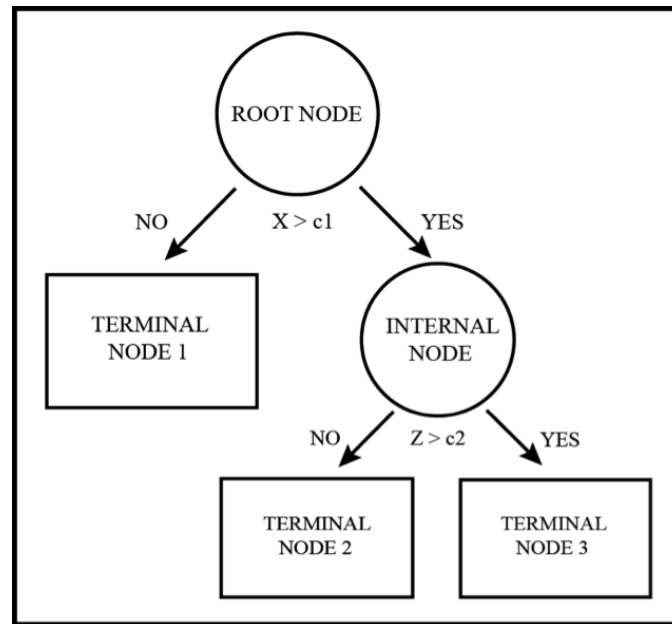 ROOT NODE
NO
X > c1
YES
TERMINAL
NODE 1
INTERNAL
NODE
NO
Z > c2
YES
TERMINAL
NODE 2
TERMINAL
NODE 3